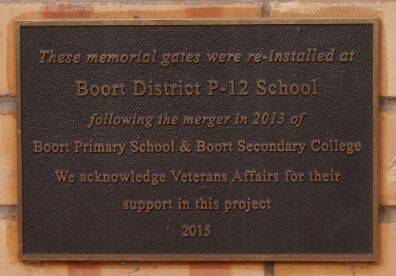 These memorial gates were re-installed at
Boort District P-12 School
following the merger in 2013 of
Boort Primary School & Boort Secondary College
We acknowledge Veterans Affairs for their
support in this project
2015